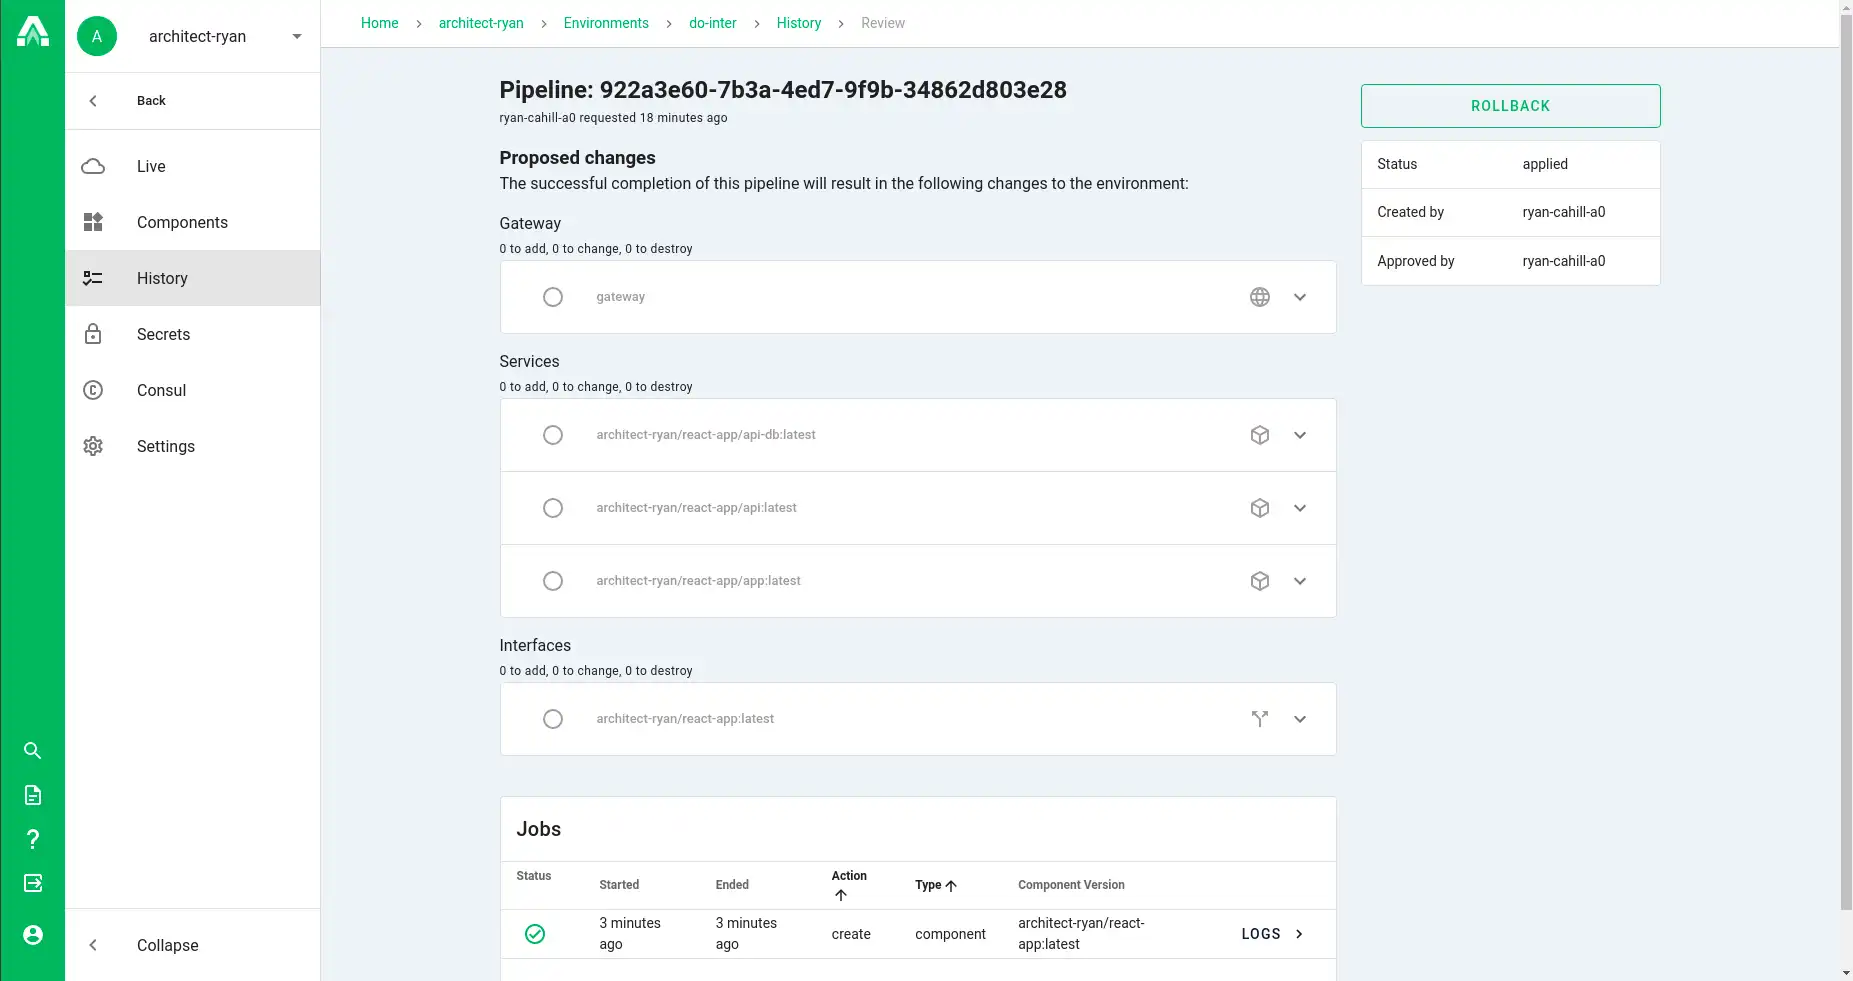 A
architect-ryan
Home
architect-ryan
Environments
do-inter
History
Review
Back
Live
Components
History
Secrets
Consul
Settings
Collapse
Pipeline: 922a3e60-7b3a-4ed7-9f9b-34862d803e28
ryan-cahill-a0 requested 18 minutes ago
Proposed changes
The successful completion of this pipeline will result in the following changes to the environment:
Gateway
0 to add, 0 to change, 0 to destroy
gateway
Services
0 to add, 0 to change, 0 to destroy
architect-ryan/react-app/api-db:latest
architect-ryan/react-app/api:latest
architect-ryan/react-app/app:latest
Interfaces
0 to add, 0 to change, 0 to destroy
architect-ryan/react-app:latest
Jobs
Status Started Ended Action Type Component Version
3 minutes ago 3 minutes ago create component architect-ryan/react-app:latest LOGS
ROLLBACK
Status applied
Created by ryan-cahill-a0
Approved by ryan-cahill-a0